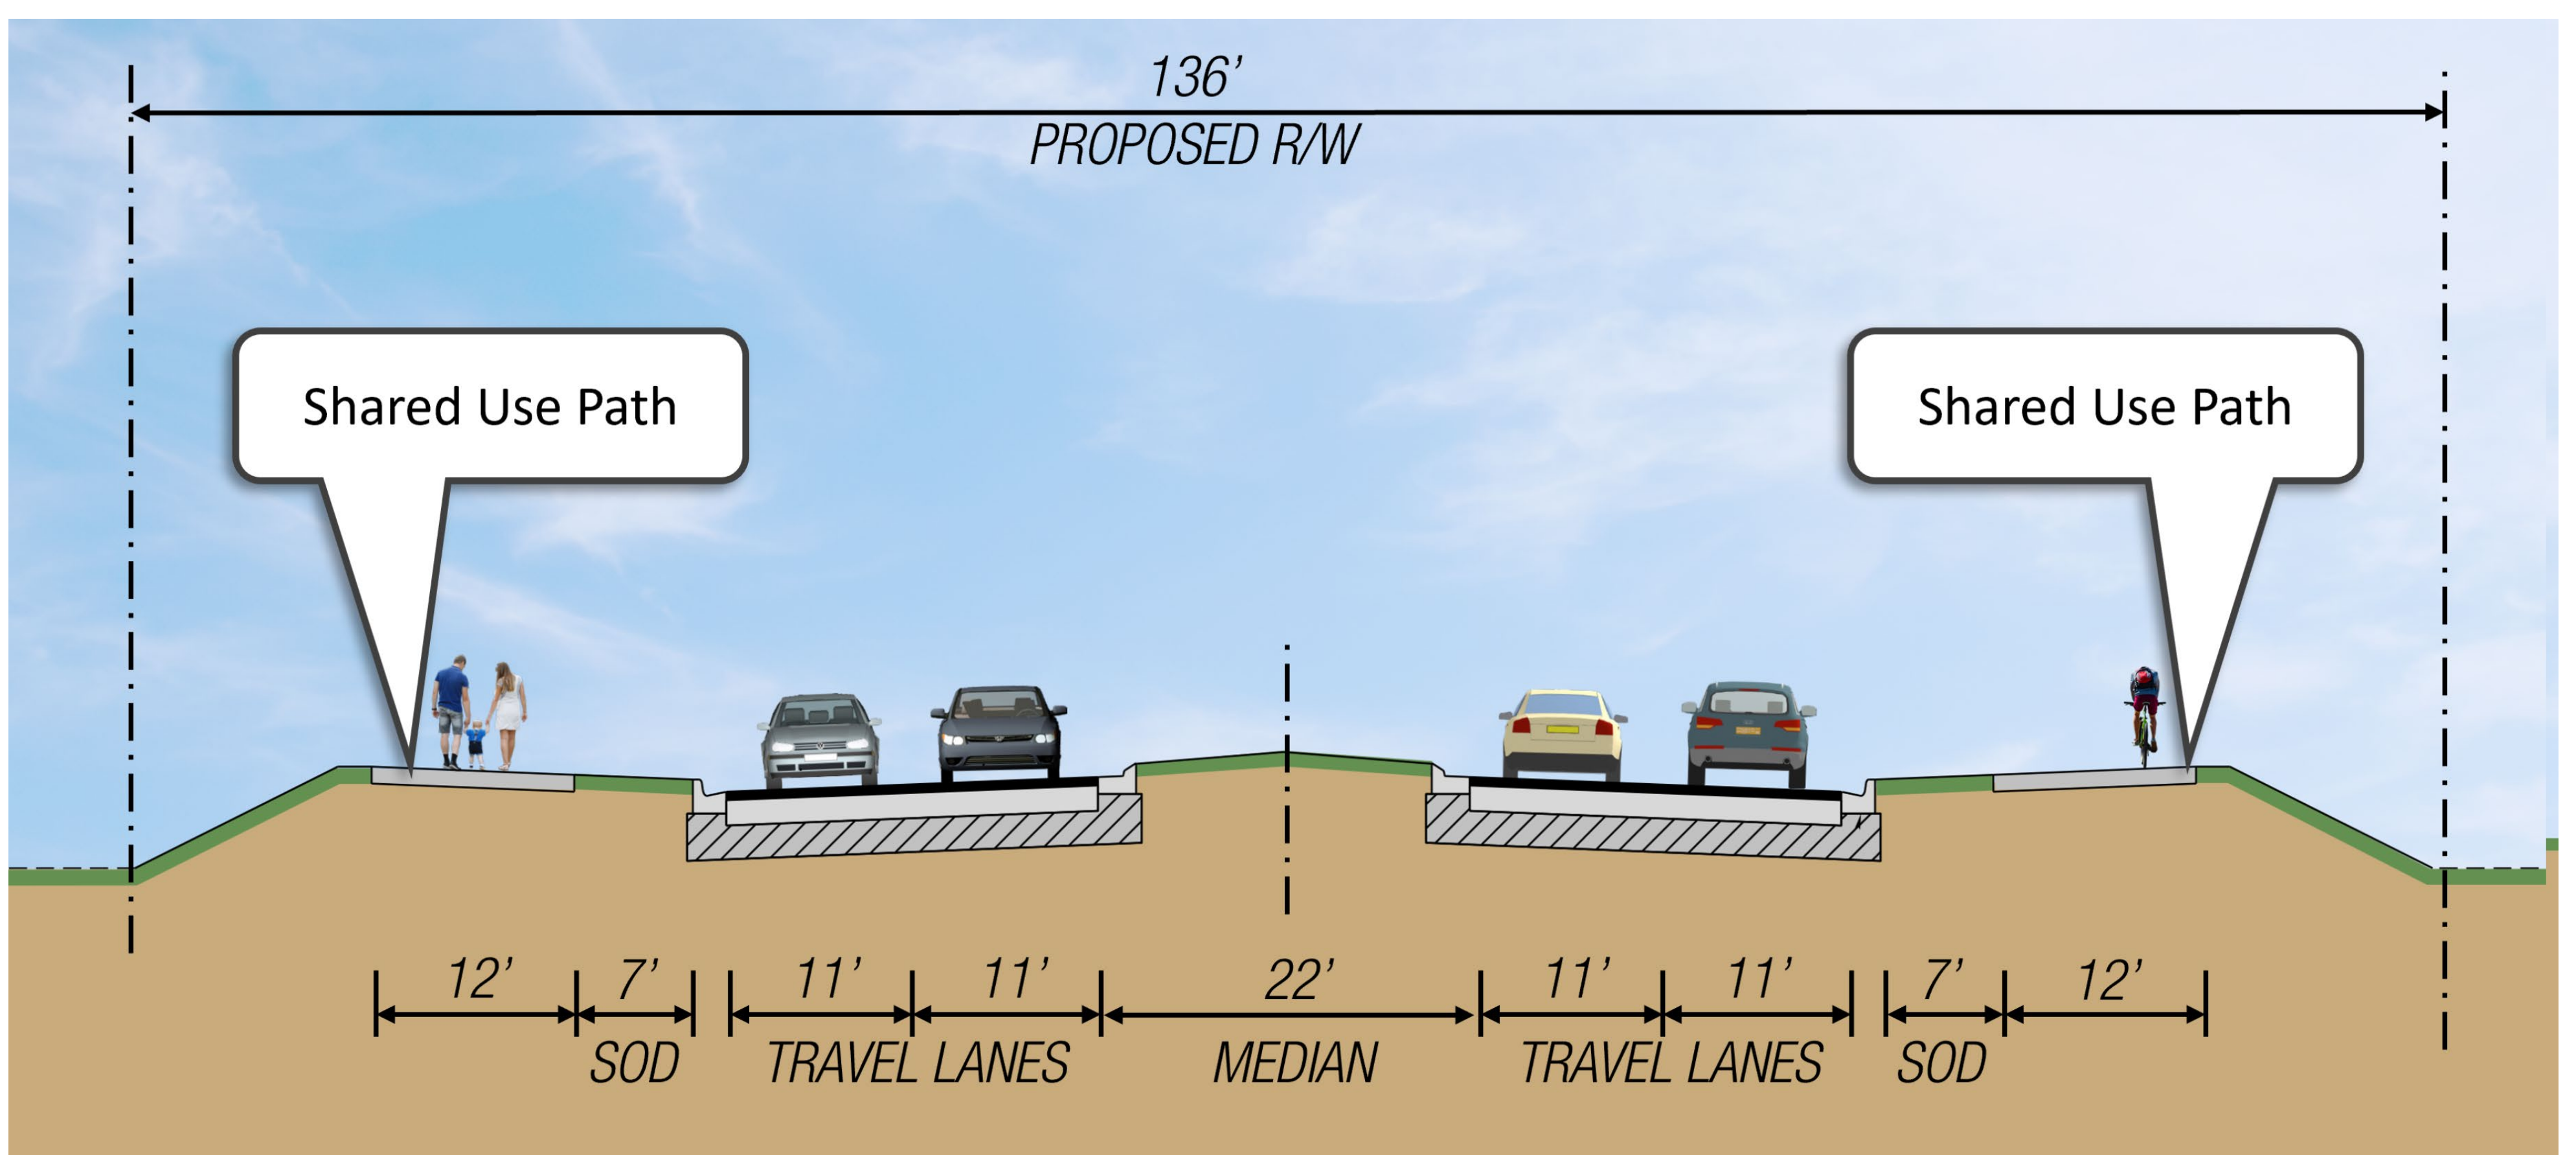 136’
PROPOSED R/W
Shared Use Path
Shared Use Path
12’ 7’ 11’ 11’ 22’ 11’ 11’ 7’ 12’
SOD TRAVEL LANES MEDIAN TRAVEL LANES SOD